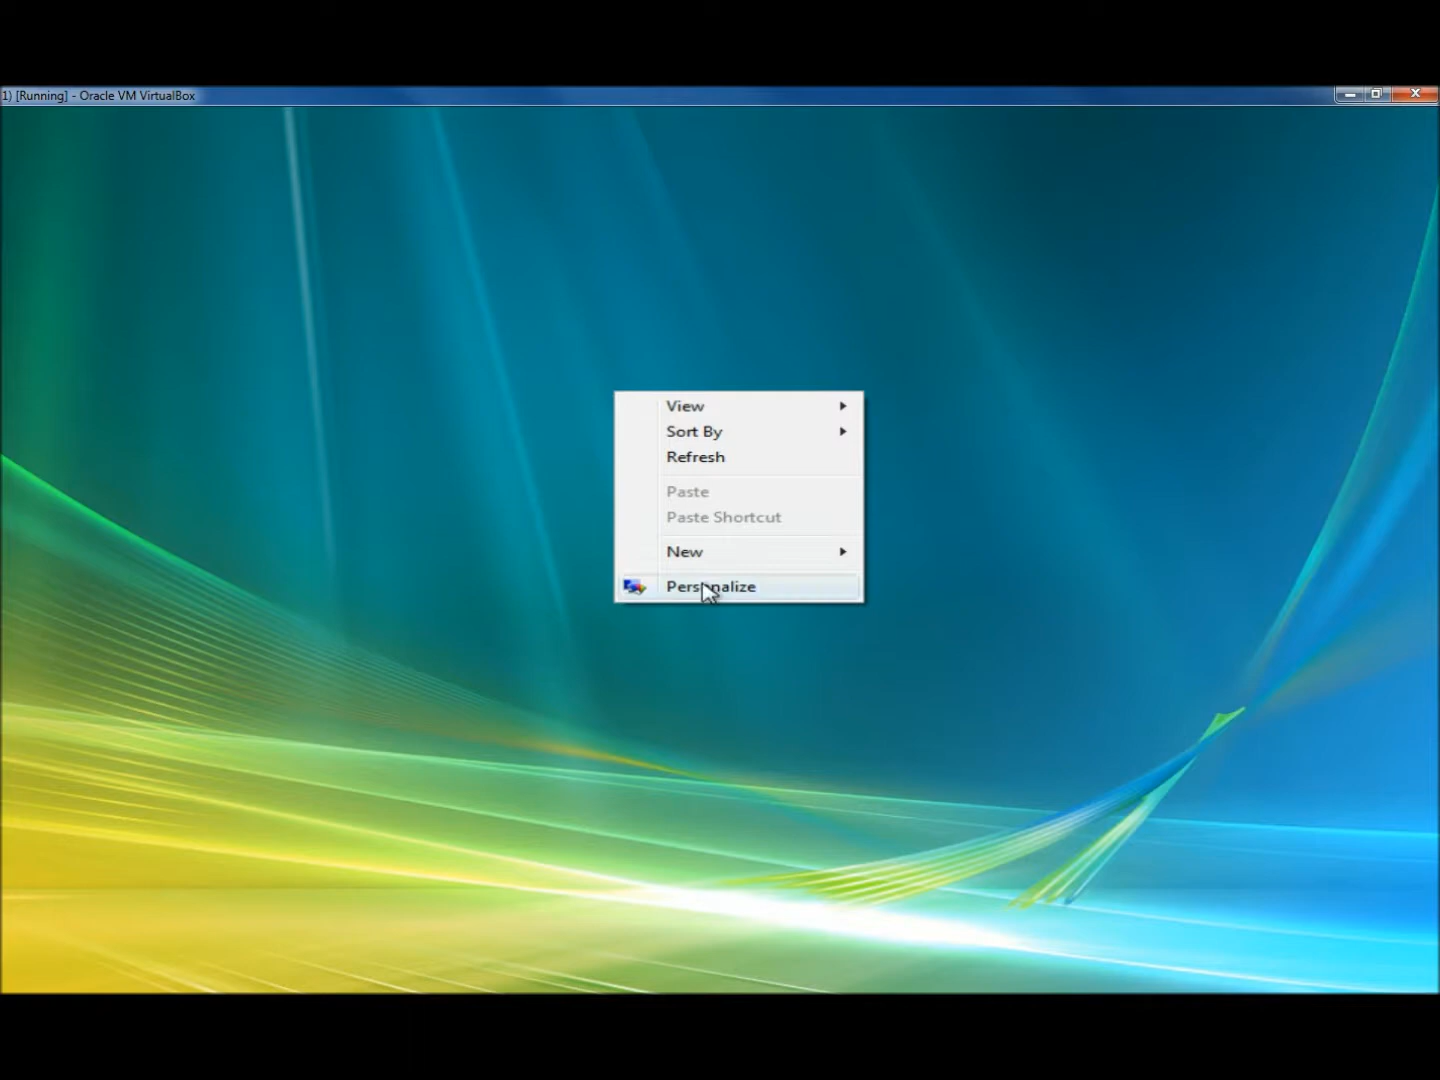 1) [Running] - Oracle VM VirtualBox
View
Sort By
Refresh
Paste
Paste Shortcut
New
Personalize